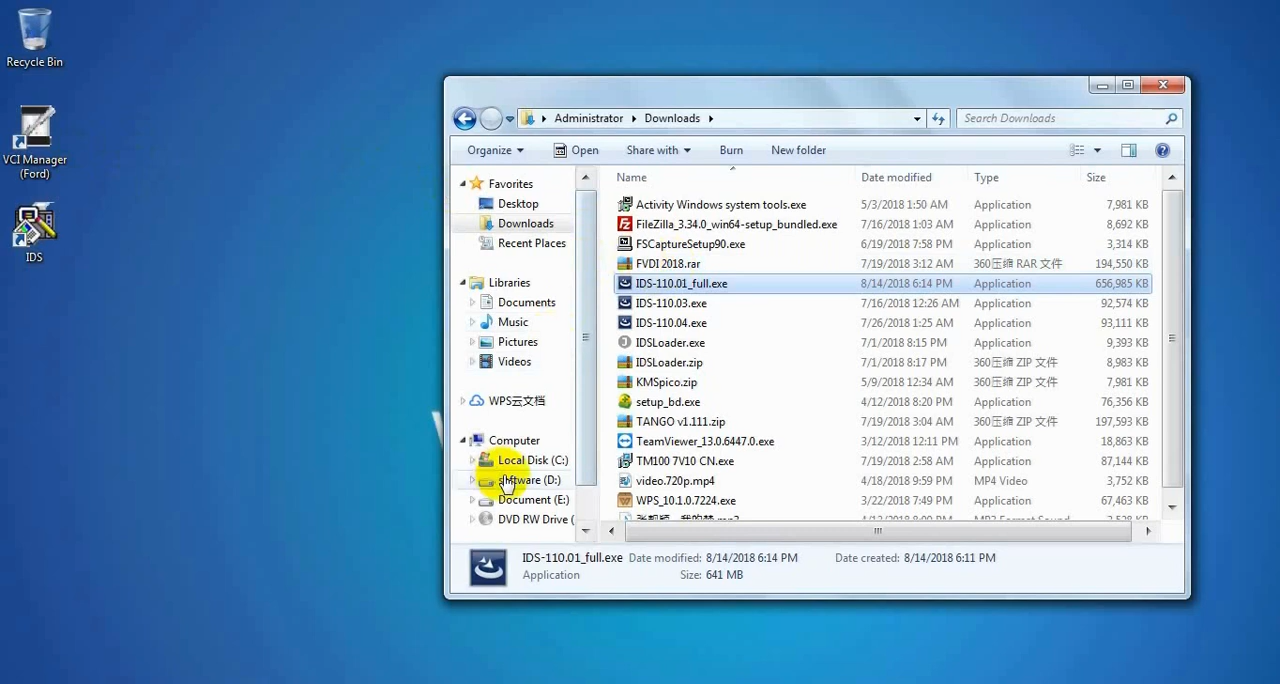 Recycle Bin
VCI Manager
(Ford)
IDS
Administrator
Downloads
Search Downloads
Organize
Open
Share with
Burn
New folder
Name
Date modified
Type
Size
Favorites
Desktop
Downloads
Recent Places
Libraries
Documents
Music
Pictures
Videos
WPS云文档
Computer
Local Disk (C:)
software (D:)
Document (E:)
DVD RW Drive (
Activity Windows system tools.exe 5/3/2018 1:50 AM Application 7,981 KB
FileZilla_3.34.0_win64-setup_bundled.exe 7/16/2018 1:03 AM Application 8,692 KB
FSCaptureSetup90.exe 6/19/2018 7:58 PM Application 3,314 KB
FVDI 2018.rar 7/19/2018 3:12 AM 360压缩 RAR 文件 194,550 KB
IDS-110.01_full.exe 8/14/2018 6:14 PM Application 656,985 KB
IDS-110.03.exe 7/16/2018 12:26 AM Application 92,574 KB
IDS-110.04.exe 7/26/2018 1:25 AM Application 93,111 KB
IDSLoader.exe 7/1/2018 8:15 PM Application 9,393 KB
IDSLoader.zip 7/1/2018 8:17 PM 360压缩 ZIP 文件 8,983 KB
KMSpico.zip 5/9/2018 12:34 AM 360压缩 ZIP 文件 7,981 KB
setup_bd.exe 4/12/2018 8:20 PM Application 76,356 KB
TANGO v1.111.zip 7/19/2018 3:04 AM 360压缩 ZIP 文件 197,593 KB
TeamViewer_13.0.6447.0.exe 3/12/2018 12:11 PM Application 18,863 KB
TM100 7V10 CN.exe 7/19/2018 2:58 AM Application 87,144 KB
video.720p.mp4 4/18/2018 9:59 PM MP4 Video 3,752 KB
WPS_10.1.0.7224.exe 3/22/2018 7:49 PM Application 67,463 KB
IDS-110.01_full.exe Date modified: 8/14/2018 6:14 PM Date created: 8/14/2018 6:11 PM
Application Size: 641 MB